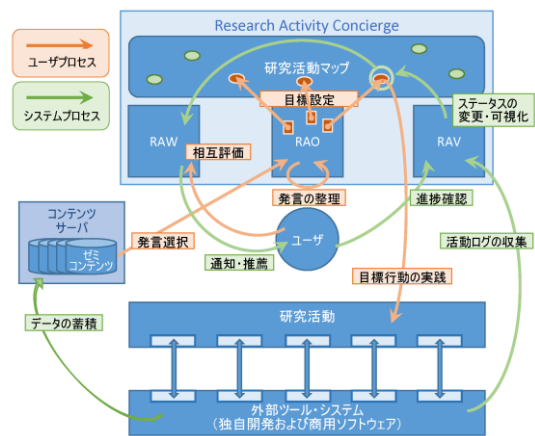 Research Activity Concierge
ユーザプロセス
システムプロセス
研究活動マップ
目標設定
ステータスの
変更・可視化
RAW
RAO
RAV
相互評価
発言の整理
進捗確認
コンテンツ
サーバ
ゼミ
コンテンツ
発言選択
ユーザ
通知・推薦
活動ログの収集
目標行動の実践
データの蓄積
研究活動
外部ツール・システム
(独自開発および商用ソフトウェア)